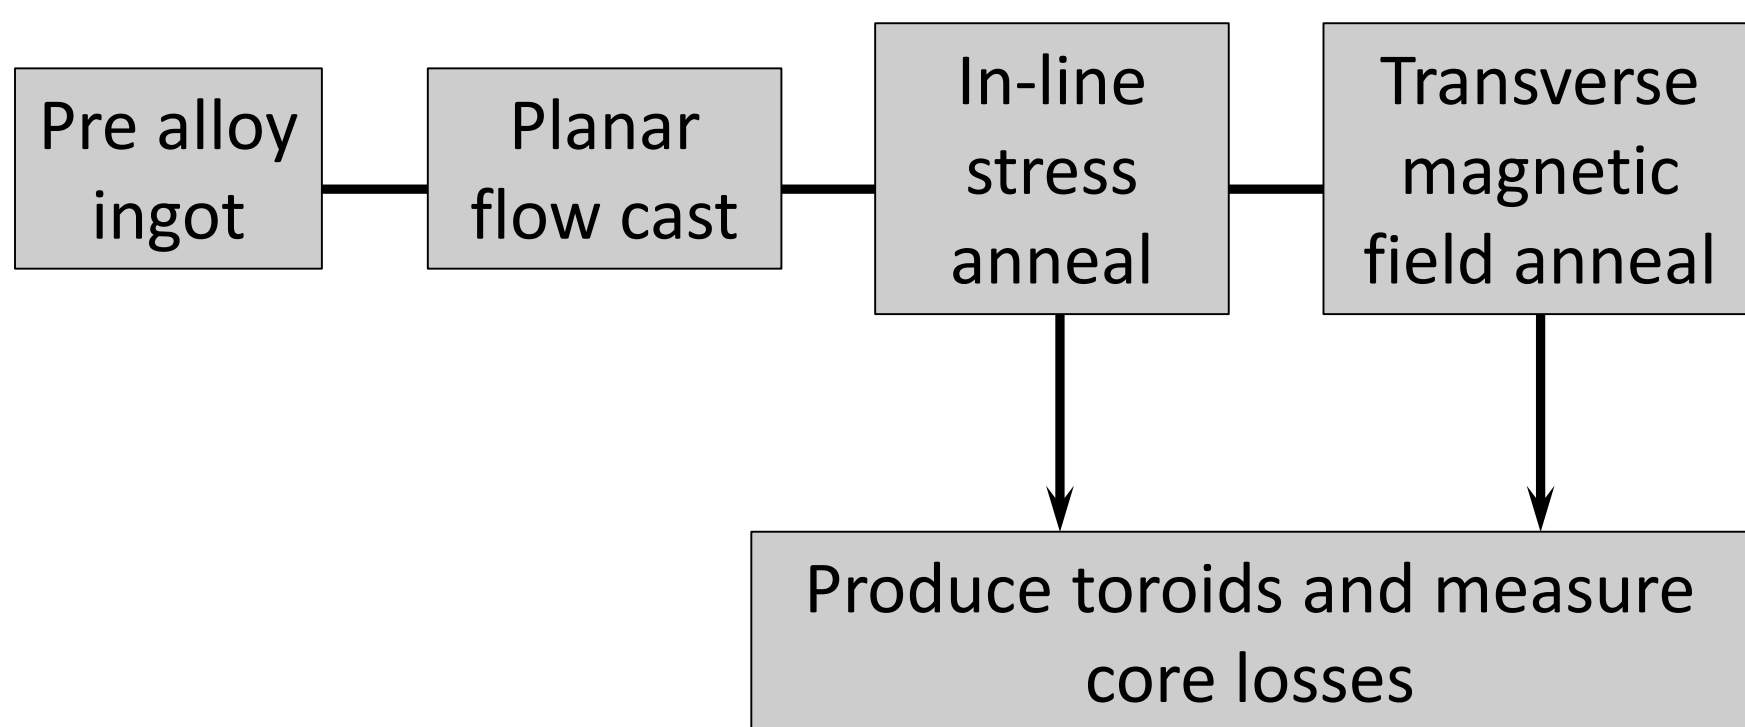 Pre alloy
ingot
Planar
flow cast
In-line
stress
anneal
Transverse
magnetic
field anneal
Produce toroids and measure
core losses